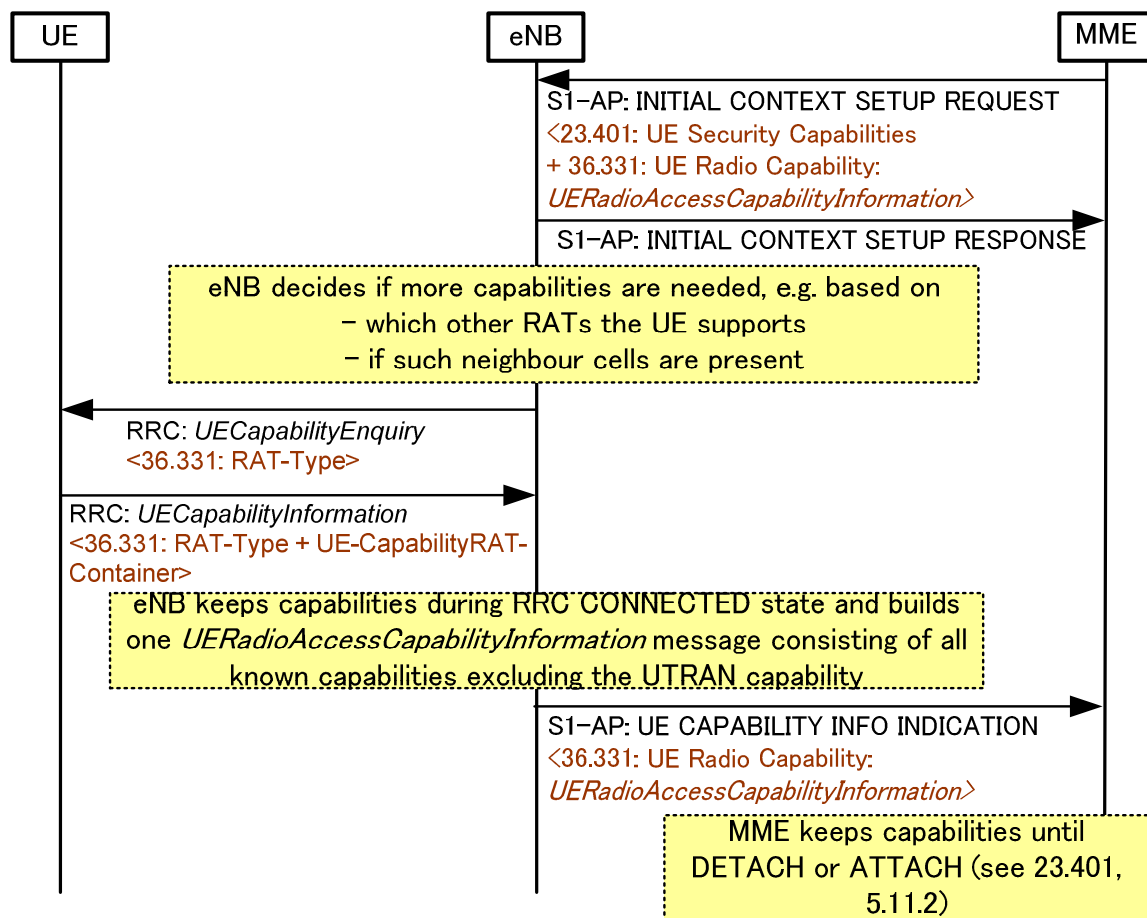 UE
eNB
MME
S1-AP: INITIAL CONTEXT SETUP REQUEST
<23.401: UE Security Capabilities
+ 36.331: UE Radio Capability:
UERadioAccessCapabilityInformation>
S1-AP: INITIAL CONTEXT SETUP RESPONSE
eNB decides if more capabilities are needed, e.g. based on
- which other RATs the UE supports
- if such neighbour cells are present
RRC: UECapabilityEnquiry
<36.331: RAT-Type>
RRC: UECapabilityInformation
<36.331: RAT-Type + UE-CapabilityRAT-
Container>
eNB keeps capabilities during RRC CONNECTED state and builds
one UERadioAccessCapabilityInformation message consisting of all
known capabilities excluding the UTRAN capability
S1-AP: UE CAPABILITY INFO INDICATION
<36.331: UE Radio Capability:
UERadioAccessCapabilityInformation>
MME keeps capabilities until
DETACH or ATTACH (see 23.401,
5.11.2)